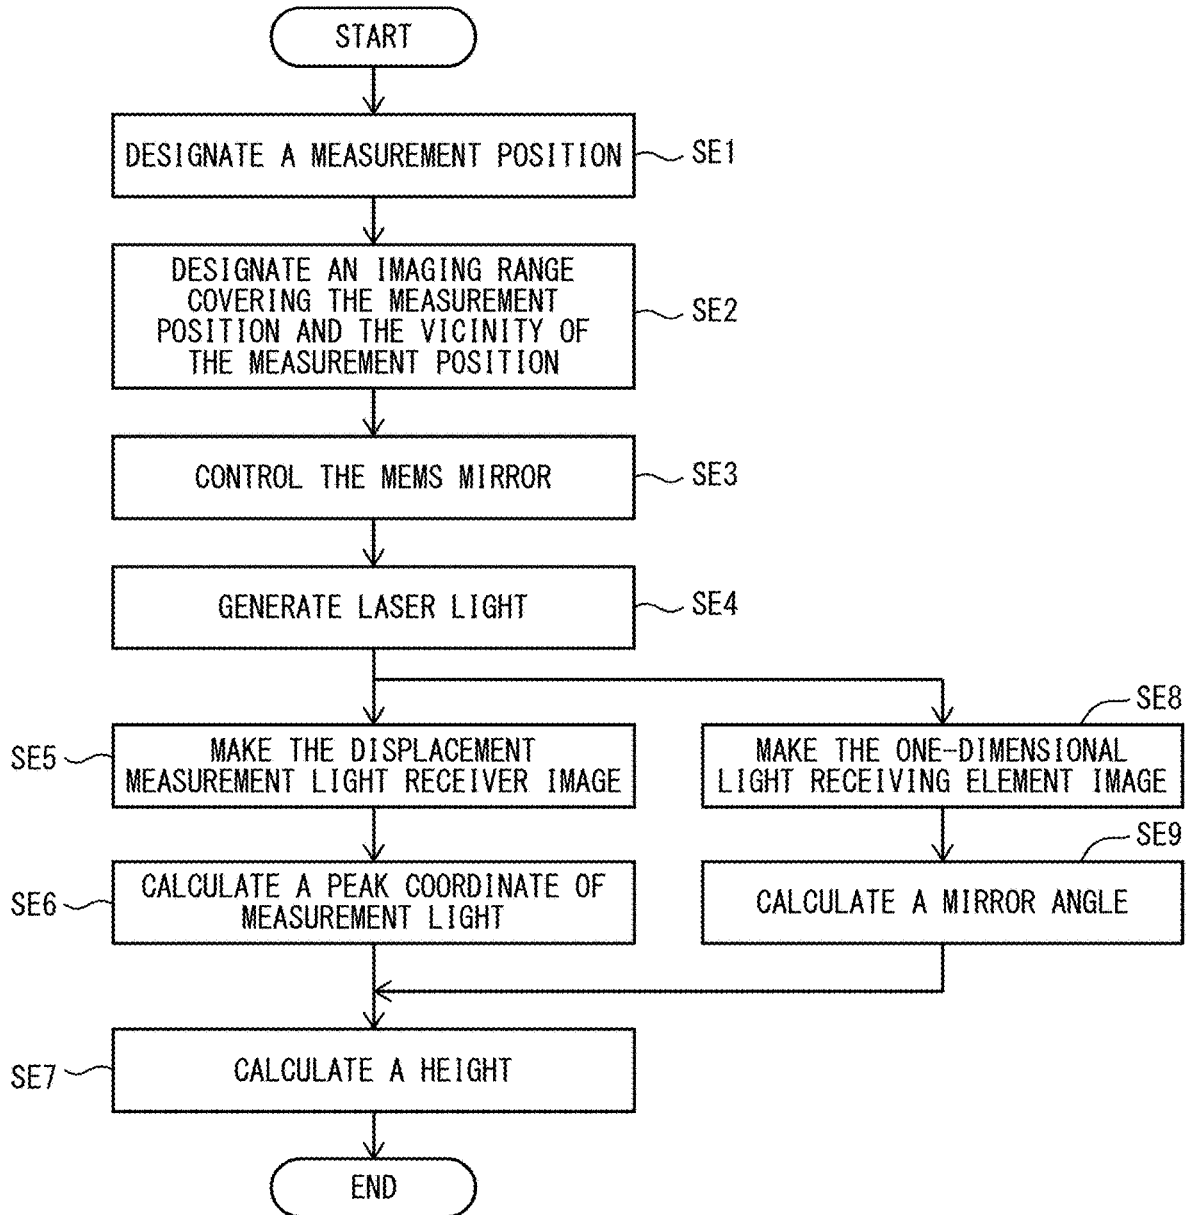 START
DESIGNATE A MEASUREMENT POSITION
SE1
DESIGNATE AN IMAGING RANGE
COVERING THE MEASUREMENT
POSITION AND THE VICINITY OF
THE MEASUREMENT POSITION
SE2
CONTROL THE MEMS MIRROR
SE3
GENERATE LASER LIGHT
SE4
SE5
MAKE THE DISPLACEMENT
MEASUREMENT LIGHT RECEIVER IMAGE
SE8
MAKE THE ONE-DIMENSIONAL
LIGHT RECEIVING ELEMENT IMAGE
SE6
CALCULATE A PEAK COORDINATE OF
MEASUREMENT LIGHT
SE9
CALCULATE A MIRROR ANGLE
SE7
CALCULATE A HEIGHT
END